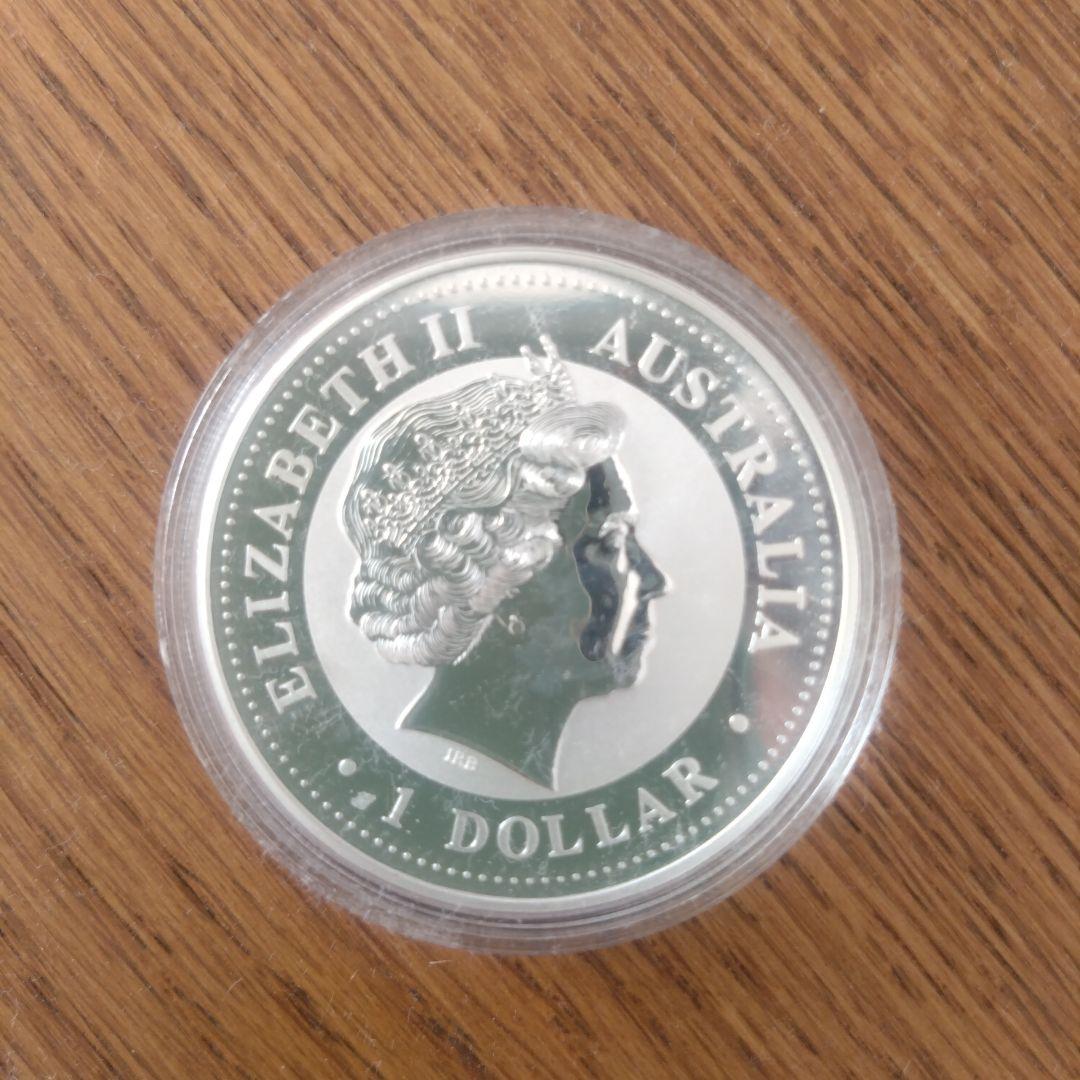 ELIZABETH II
AUSTRALIA
• 1 DOLLAR •
IRB